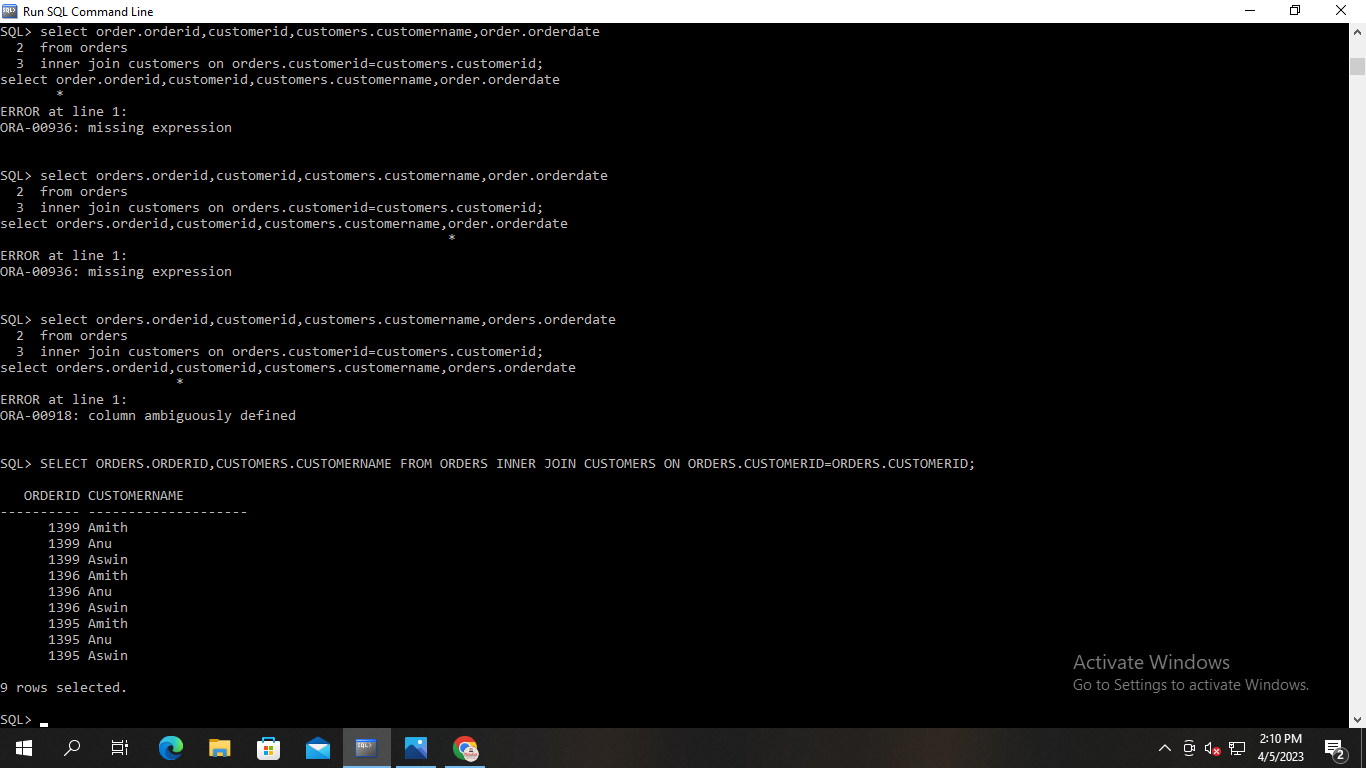 Run SQL Command Line
SQL> select order.orderid,customerid,customers.customername,order.orderdate
  2  from orders
  3  inner join customers on orders.customerid=customers.customerid;
select order.orderid,customerid,customers.customername,order.orderdate
       *
ERROR at line 1:
ORA-00936: missing expression
SQL> select orders.orderid,customerid,customers.customername,order.orderdate
  2  from orders
  3  inner join customers on orders.customerid=customers.customerid;
select orders.orderid,customerid,customers.customername,order.orderdate
                                                        *
ERROR at line 1:
ORA-00936: missing expression
SQL> select orders.orderid,customerid,customers.customername,orders.orderdate
  2  from orders
  3  inner join customers on orders.customerid=customers.customerid;
select orders.orderid,customerid,customers.customername,orders.orderdate
                      *
ERROR at line 1:
ORA-00918: column ambiguously defined
SQL> SELECT ORDERS.ORDERID,CUSTOMERS.CUSTOMERNAME FROM ORDERS INNER JOIN CUSTOMERS ON ORDERS.CUSTOMERID=ORDERS.CUSTOMERID;
   ORDERID CUSTOMERNAME
---------- --------------------
      1399 Amith
      1399 Anu
      1399 Aswin
      1396 Amith
      1396 Anu
      1396 Aswin
      1395 Amith
      1395 Anu
      1395 Aswin
9 rows selected.
SQL>
Activate Windows
Go to Settings to activate Windows.
2:10 PM
4/5/2023
2